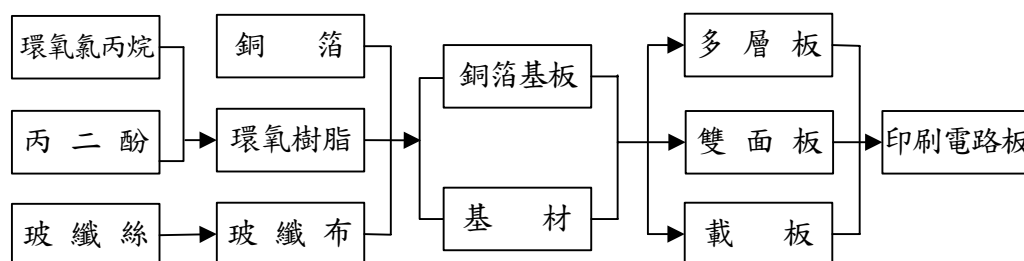 環氧氯丙烷
銅箔
多層板
銅箔基板
丙二酚
環氧樹脂
雙面板
印刷電路板
基材
玻纖絲
玻纖布
載板